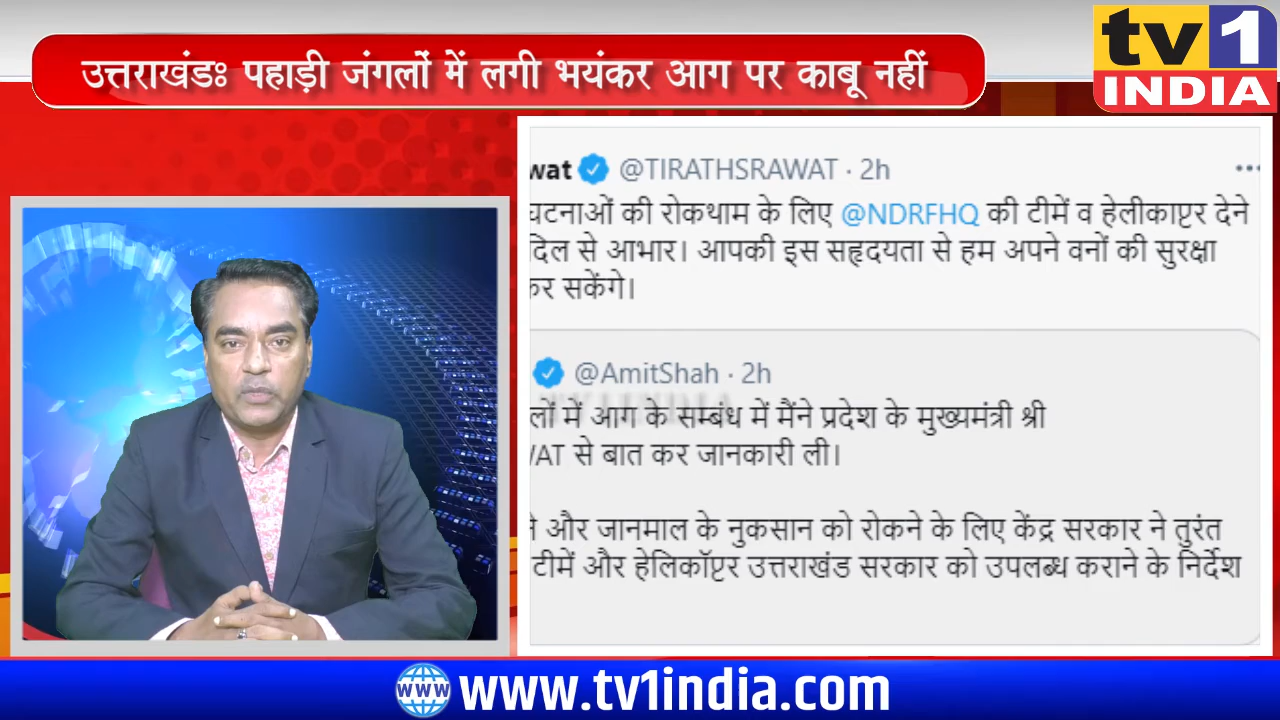 उत्तराखंडः पहाड़ी जंगलों में लगी भयंकर आग पर काबू नहीं
tv1
INDIA
wat @TIRATHSRAWAT · 2h
घटनाओं की रोकथाम के लिए @NDRFHQ की टीमें व हेलीकाप्टर देने
दिल से आभार। आपकी इस सहृदयता से हम अपने वनों की सुरक्षा
कर सकेंगे।
@AmitShah · 2h
लों में आग के सम्बंध में मैंने प्रदेश के मुख्यमंत्री श्री
VAT से बात कर जानकारी ली।
और जानमाल के नुकसान को रोकने के लिए केंद्र सरकार ने तुरंत
टीमें और हेलिकॉप्टर उत्तराखंड सरकार को उपलब्ध कराने के निर्देश
www www.tv1india.com